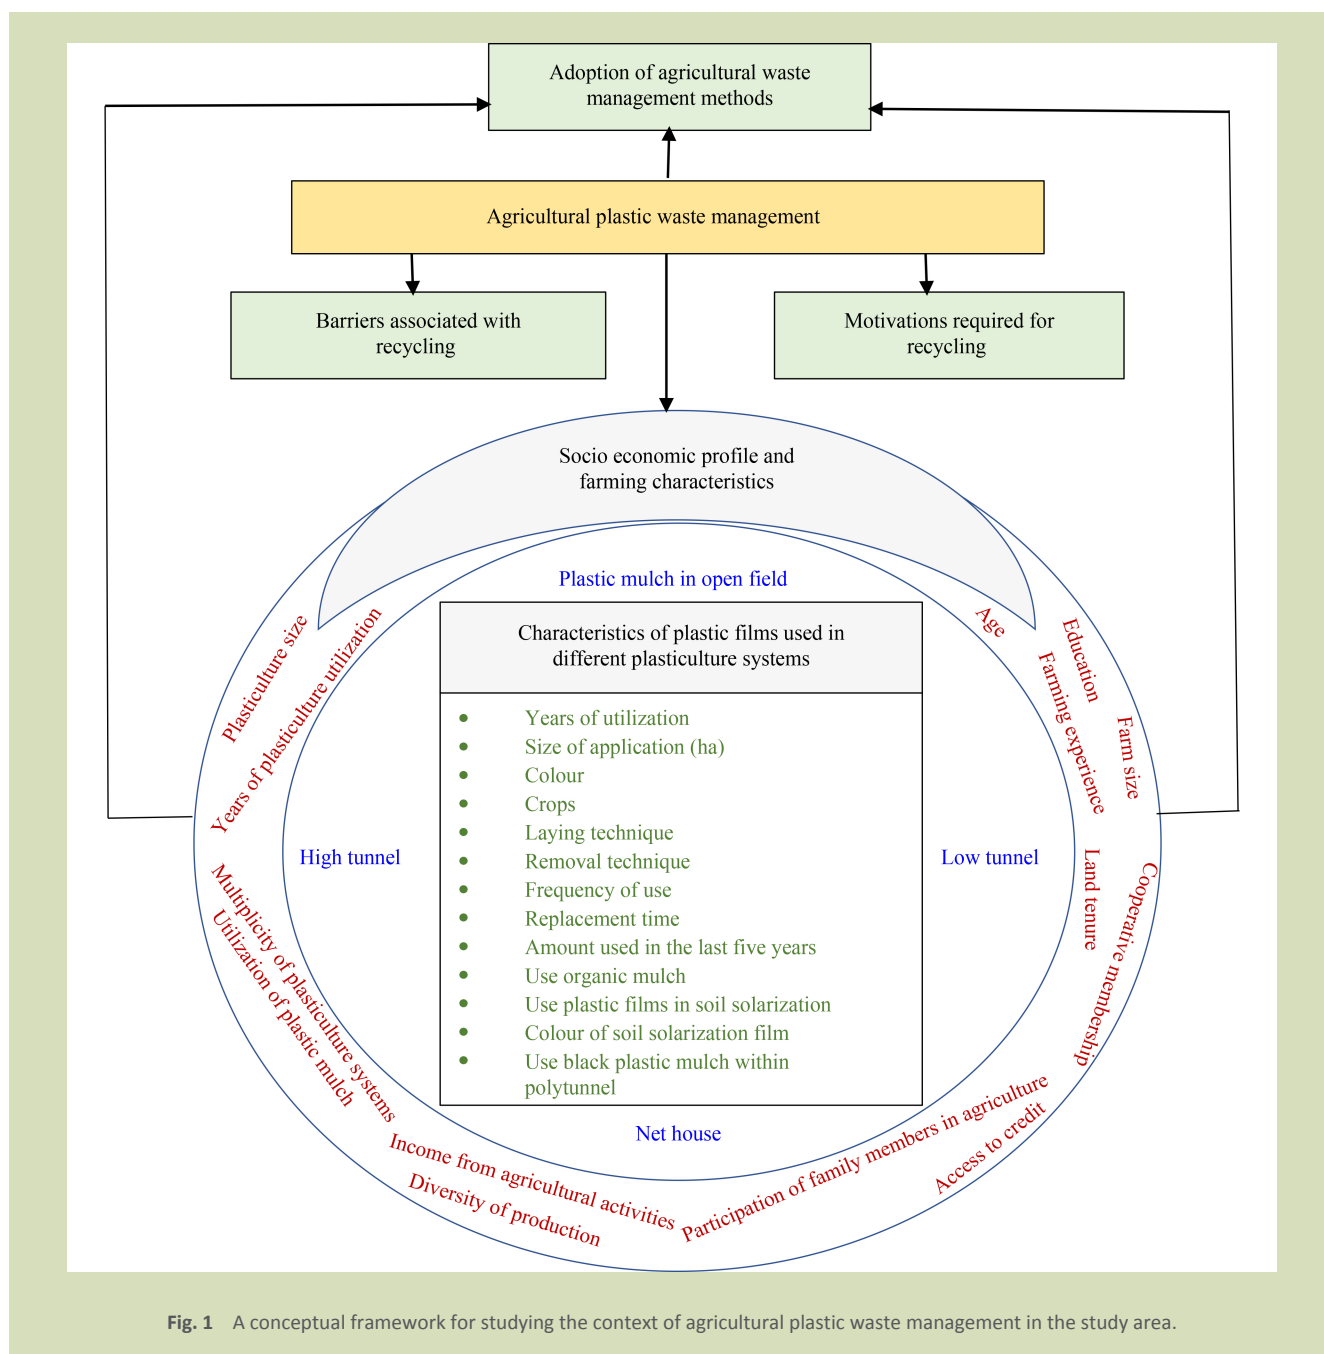 Adoption of agricultural waste
management methods
Agricultural plastic waste management
Barriers associated with
recycling
Motivations required for
recycling
Socio economic profile and
farming characteristics
Plastic mulch in open field
Characteristics of plastic films used in
different plasticulture systems
• Years of utilization
• Size of application (ha)
• Colour
• Crops
• Laying technique
• Removal technique
• Frequency of use
• Replacement time
• Amount used in the last five years
• Use organic mulch
• Use plastic films in soil solarization
• Colour of soil solarization film
• Use black plastic mulch within
polytunnel
High tunnel
Low tunnel
Net house
Plasticulture size
Years of plasticulture utilization
Multiplicity of plasticulture systems
Utilization of plastic mulch
Income from agricultural activities
Diversity of production
Age
Education
Farming experience
Farm size
Land tenure
Cooperative membership
Participation of family members in agriculture
Access to credit
Fig. 1 A conceptual framework for studying the context of agricultural plastic waste management in the study area.